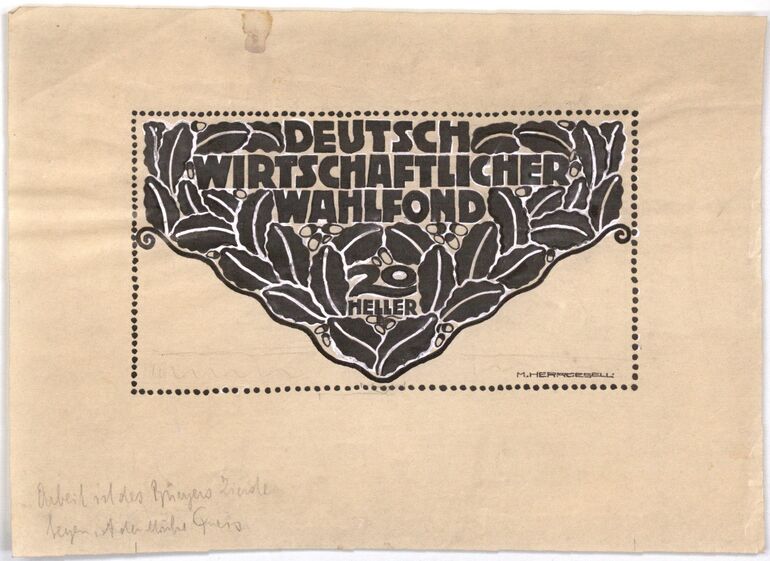 DEUTSCH
WIRTSCHAFTLICHER
WAHLFOND
20
HELLER
M. HERRGESELL
Arbeit ist des Bürgers Zierde
Segen ist der Mühe Preis